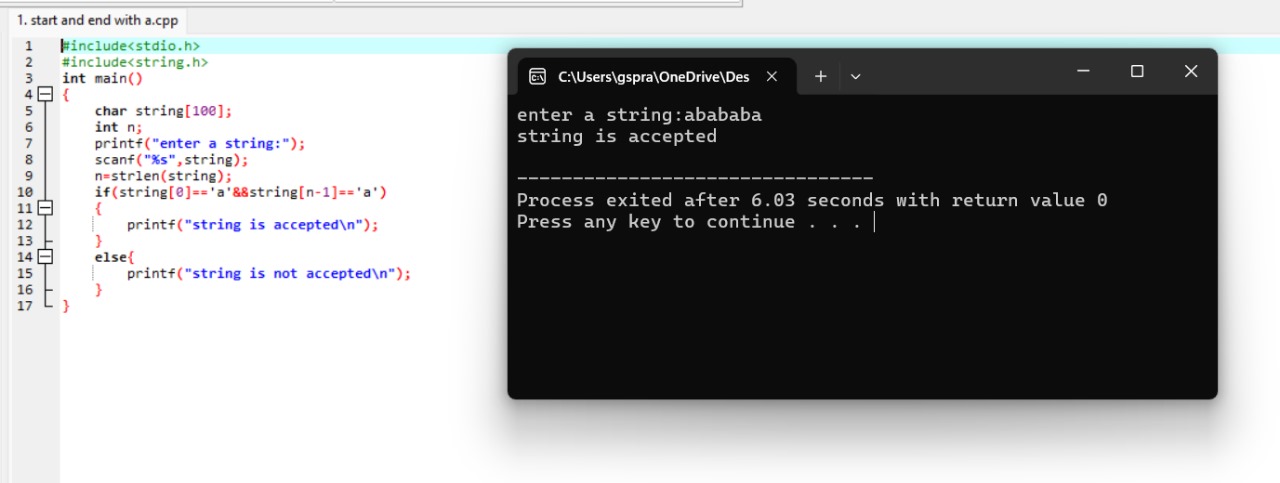 1. start and end with a.cpp
1 #include<stdio.h>
2 #include<string.h>
3 int main()
4 {
5 char string[100];
6 int n;
7 printf("enter a string:");
8 scanf("%s",string);
9 n=strlen(string);
10 if(string[0]=='a'&&string[n-1]=='a')
11 {
12 printf("string is accepted\n");
13 }
14 else{
15 printf("string is not accepted\n");
16 }
17 }
C:\Users\gspra\OneDrive\Des
enter a string:abababa
string is accepted
--------------------------------
Process exited after 6.03 seconds with return value 0
Press any key to continue . . .